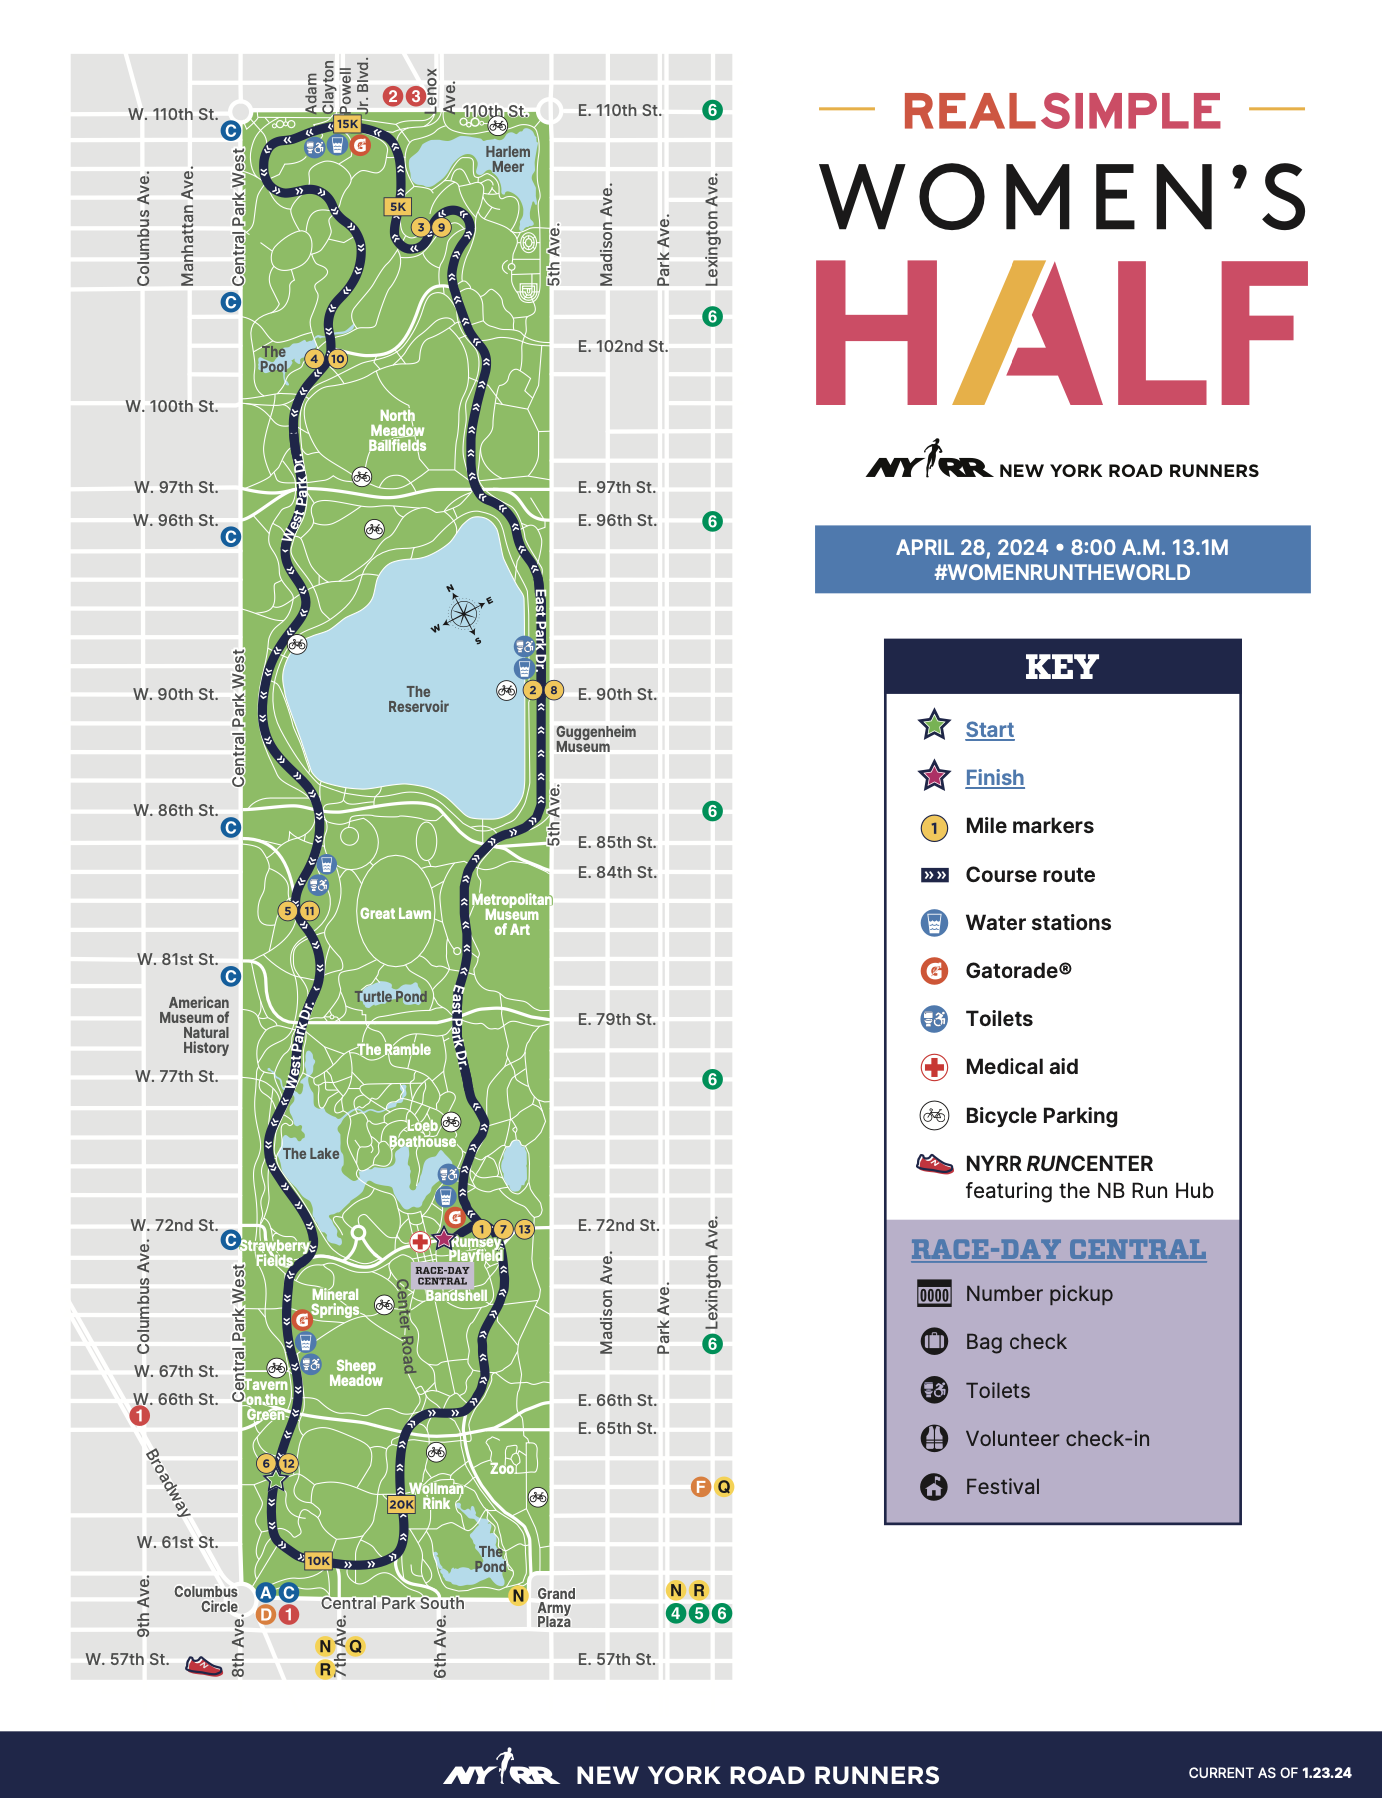 REAL SIMPLE
WOMEN'S
HALF
NYRR NEW YORK ROAD RUNNERS
APRIL 28, 2024 • 8:00 A.M. 13.1M
#WOMENRUNTHEWORLD
KEY
Start
Finish
1 Mile markers
Course route
Water stations
G Gatorade®
Toilets
Medical aid
Bicycle Parking
N NYRR RUNCENTER
featuring the NB Run Hub
RACE-DAY CENTRAL
0000 Number pickup
Bag check
Toilets
Volunteer check-in
Festival
Adam
Clayton
Powell
Jr. Blvd.
2 3
Lenox
Ave.
W. 110th St.
110th St.
E. 110th St.
6
C
15K
G
Harlem
Meer
Columbus Ave.
Manhattan Ave.
Central Park West
5K
3 9
5th Ave.
Madison Ave.
Park Ave.
Lexington Ave.
C
6
The
Pool
4 10
E. 102nd St.
W. 100th St.
North
Meadow
Ballfields
West Park Dr.
W. 97th St.
E. 97th St.
W. 96th St.
E. 96th St.
C
6
N
E
W
S
East Park Dr.
Central Park West
W. 90th St.
The
Reservoir
2 8
E. 90th St.
Guggenheim
Museum
5th Ave.
W. 86th St.
6
C
E. 85th St.
E. 84th St.
5 11
Great Lawn
Metropolitan
Museum
of Art
W. 81st St.
C
American
Museum of
Natural
History
Turtle Pond
East Park Dr.
West Park Dr.
E. 79th St.
The Ramble
W. 77th St.
6
Loeb
Boathouse
The Lake
G
W. 72nd St.
1 7 13
E. 72nd St.
C
Strawberry
Fields
Rumsey
Playfield
RACE-DAY
CENTRAL
Bandshell
Mineral
Springs
Center Road
Columbus Ave.
Central Park West
Madison Ave.
Park Ave.
Lexington Ave.
G
6
Sheep
Meadow
W. 67th St.
Tavern
on the
Green
W. 66th St.
E. 66th St.
1
E. 65th St.
Broadway
6 12
Zoo
Wollman
Rink
20K
F Q
W. 61st St.
10K
The
Pond
Columbus
Circle
A C
D 1
N
Grand
Army
Plaza
N R
4 5 6
Central Park South
9th Ave.
8th Ave.
7th Ave.
6th Ave.
N Q
R
W. 57th St.
N
E. 57th St.
NYRR NEW YORK ROAD RUNNERS
CURRENT AS OF 1.23.24